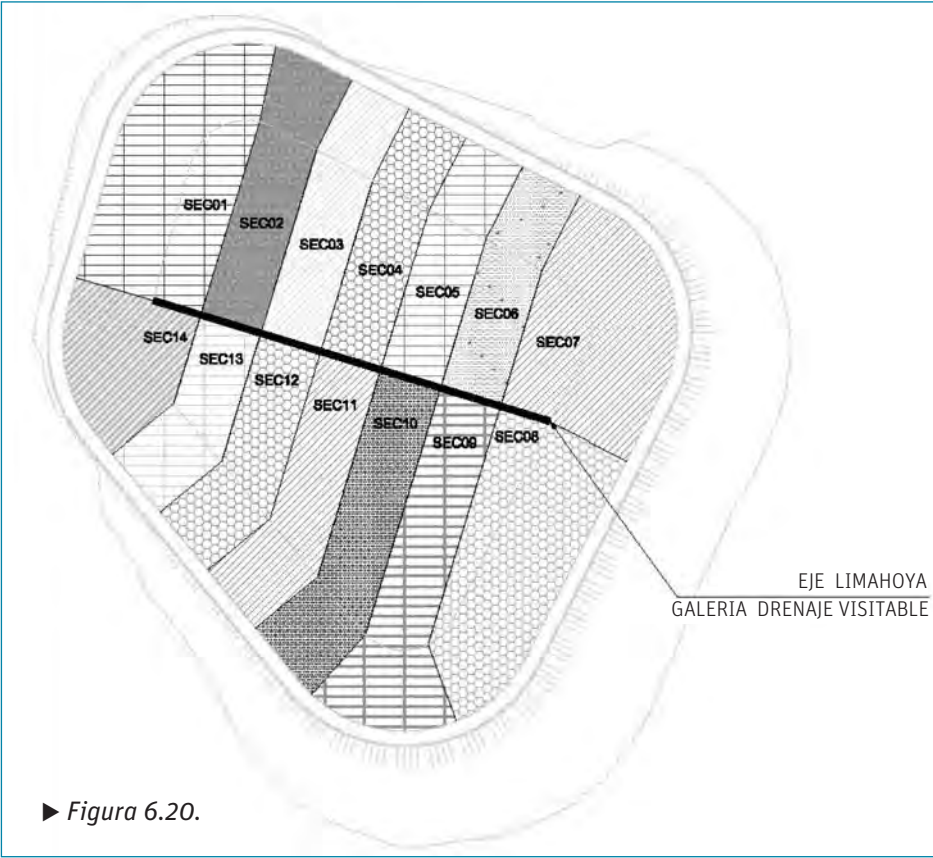 SEC01
SEC02
SEC03
SEC04
SEC05
SEC06
SEC07
SEC14
SEC13
SEC12
SEC11
SEC10
SEC09
SEC08
EJE LIMAHOYA
GALERIA DRENAJE VISITABLE
▶ Figura 6.20.